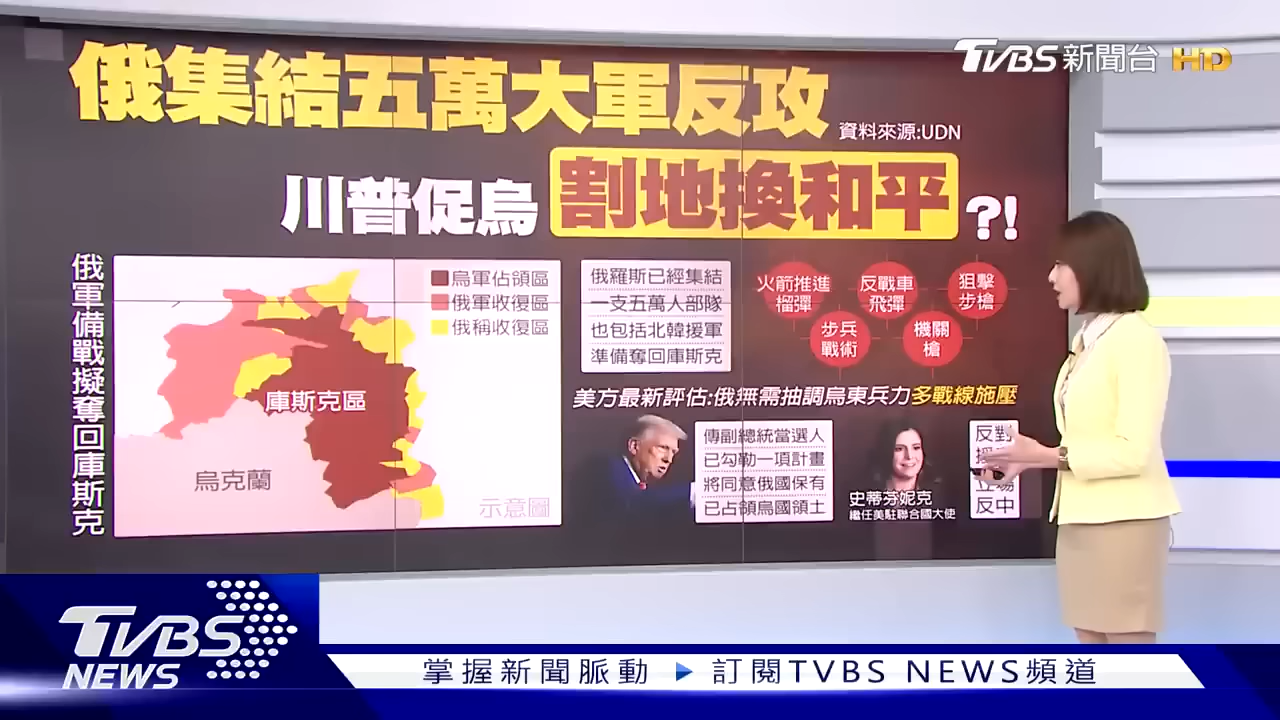 TVBS新聞台 HD
俄集結五萬大軍反攻
資料來源:UDN
川普促烏割地換和平?!
俄軍備戰擬奪回庫斯克
烏軍佔領區
俄軍收復區
俄稱收復區
庫斯克區
烏克蘭
示意圖
俄羅斯已經集結
一支五萬人部隊
也包括北韓援軍
準備奪回庫斯克
火箭推進
榴彈
反戰車
飛彈
狙擊
步槍
步兵
戰術
機關
槍
美方最新評估:俄無需抽調烏東兵力多戰線施壓
傳副總統當選人
已勾勒一項計畫
將同意俄國保有
已占領烏國領土
史蒂芬妮克
繼任美駐聯合國大使
反對
立場
反中
TVBS
NEWS
掌握新聞脈動 訂閱TVBS NEWS頻道